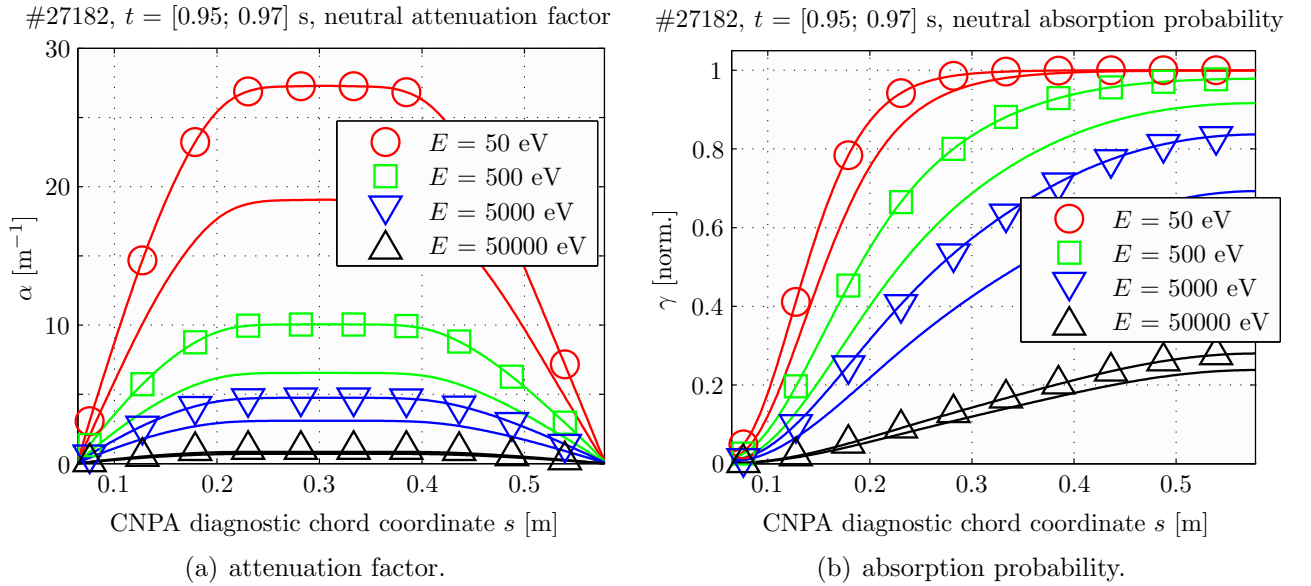 #27182, t = [0.95; 0.97] s, neutral attenuation factor
30
20
10
0
α [m⁻¹]
E = 50 eV
E = 500 eV
E = 5000 eV
E = 50000 eV
0.1 0.2 0.3 0.4 0.5
CNPA diagnostic chord coordinate s [m]
(a) attenuation factor.
#27182, t = [0.95; 0.97] s, neutral absorption probability
1
0.8
0.6
0.4
0.2
0
γ [norm.]
E = 50 eV
E = 500 eV
E = 5000 eV
E = 50000 eV
0.1 0.2 0.3 0.4 0.5
CNPA diagnostic chord coordinate s [m]
(b) absorption probability.